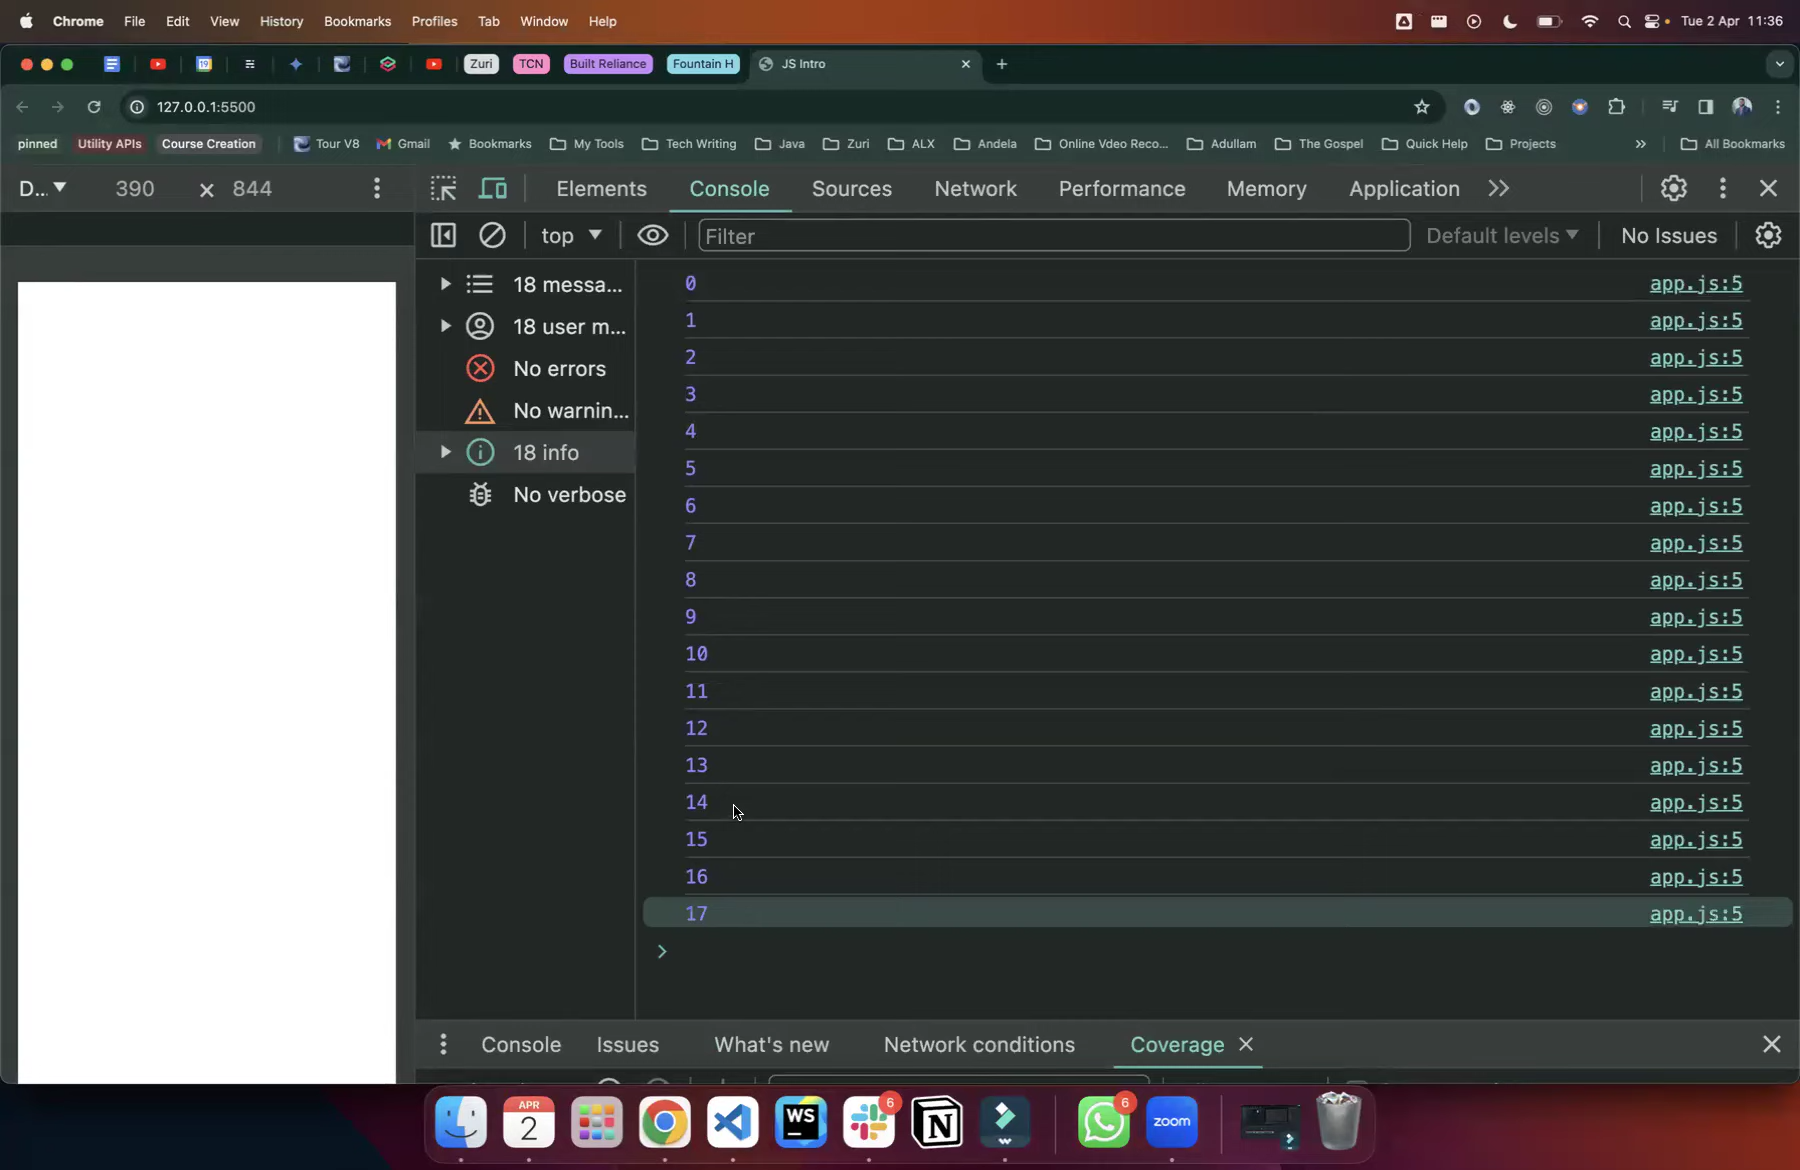 Chrome File Edit View History Bookmarks Profiles Tab Window Help Tue 2 Apr 11:36
19 Zuri TCN Built Reliance Fountain H JS Intro
127.0.0.1:5500
pinned Utility APIs Course Creation Tour V8 Gmail Bookmarks My Tools Tech Writing Java Zuri ALX Andela Online Vdeo Reco... Adullam The Gospel Quick Help Projects » All Bookmarks
D... 390 × 844 Elements Console Sources Network Performance Memory Application »
top Filter Default levels No Issues
18 messa...
18 user m...
No errors
No warnin...
18 info
No verbose
0 app.js:5
1 app.js:5
2 app.js:5
3 app.js:5
4 app.js:5
5 app.js:5
6 app.js:5
7 app.js:5
8 app.js:5
9 app.js:5
10 app.js:5
11 app.js:5
12 app.js:5
13 app.js:5
14 app.js:5
15 app.js:5
16 app.js:5
17 app.js:5
Console Issues What's new Network conditions Coverage
APR 2 WS 6 6 zoom